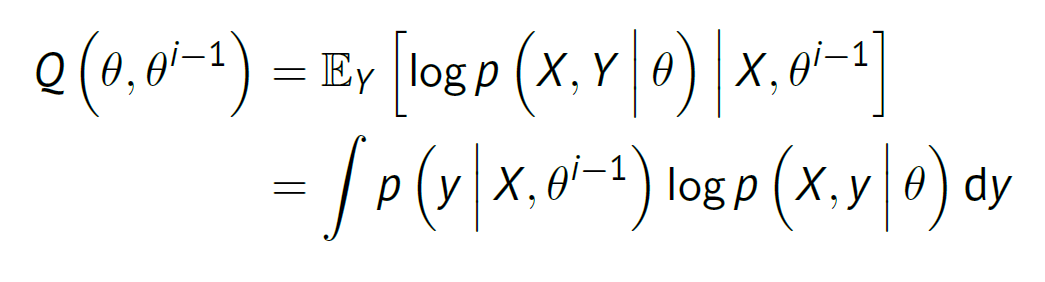 Q(θ, θ^{i−1}) = 𝔼_Y [log p(X, Y | θ) | X, θ^{i−1}]
= ∫ p(y | X, θ^{i−1}) log p(X, y | θ) dy